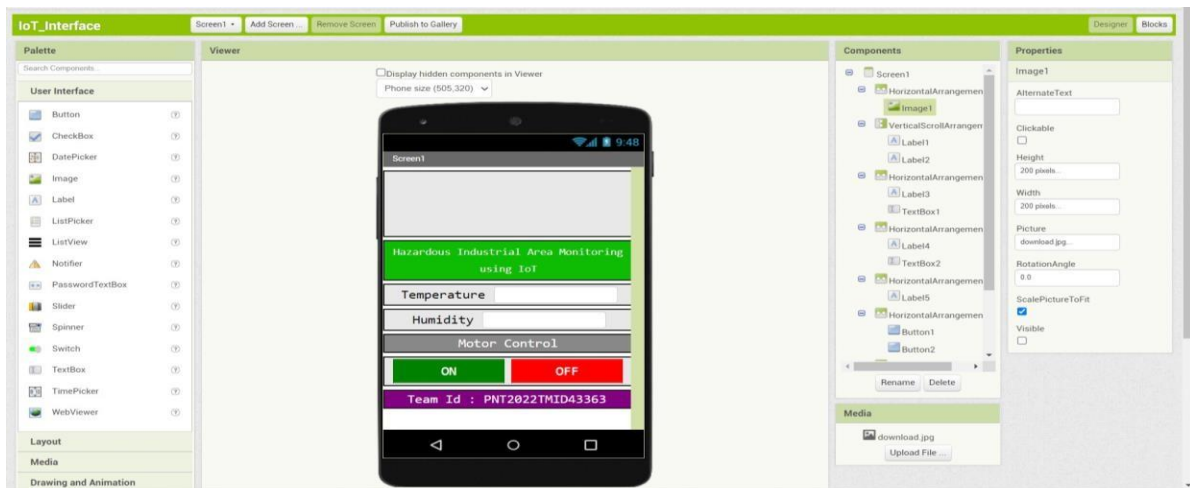 IoT_Interface
Screen1
Add Screen ...
Remove Screen
Publish to Gallery
Designer
Blocks
Palette
Search Components...
User Interface
Button
CheckBox
DatePicker
Image
Label
ListPicker
ListView
Notifier
PasswordTextBox
Slider
Spinner
Switch
TextBox
TimePicker
WebViewer
Layout
Media
Drawing and Animation
Viewer
Display hidden components in Viewer
Phone size (505,320)
9:48
Screen1
Hazardous Industrial Area Monitoring
using IoT
Temperature
Humidity
Motor Control
ON
OFF
Team Id : PNT2022TMID43363
Components
Screen1
HorizontalArrangemen
Image1
VerticalScrollArrangen
Label1
Label2
HorizontalArrangemen
Label3
TextBox1
HorizontalArrangemen
Label4
TextBox2
HorizontalArrangemen
Label5
HorizontalArrangemen
Button1
Button2
Rename
Delete
Media
download.jpg
Upload File ...
Properties
Image1
AlternateText
Clickable
Height
200 pixels...
Width
200 pixels...
Picture
download.jpg...
RotationAngle
0.0
ScalePictureToFit
Visible